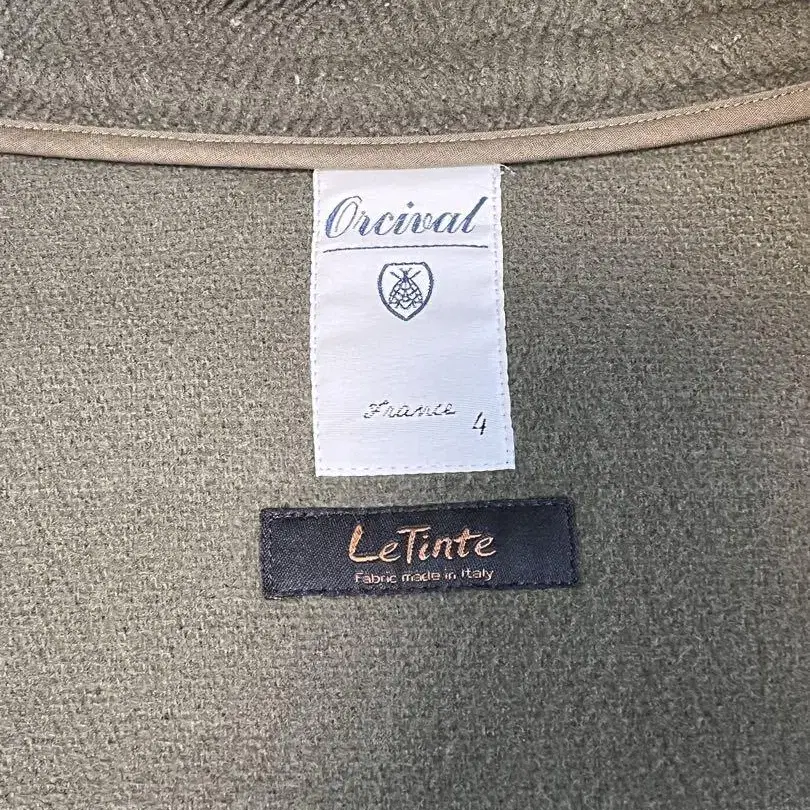 Orcival
France
4
LeTinte
Fabric made in Italy